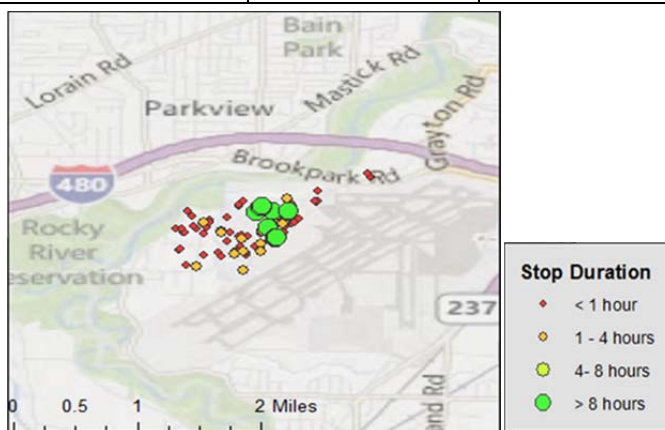 Bain
Park
Lorain Rd
Mastick Rd
Parkview
Grayton Rd
Brookpark Rd
480
Rocky
River
eservation
237
Stop Duration
< 1 hour
1 - 4 hours
4- 8 hours
> 8 hours
0 0.5 1 2 Miles
ond Rd